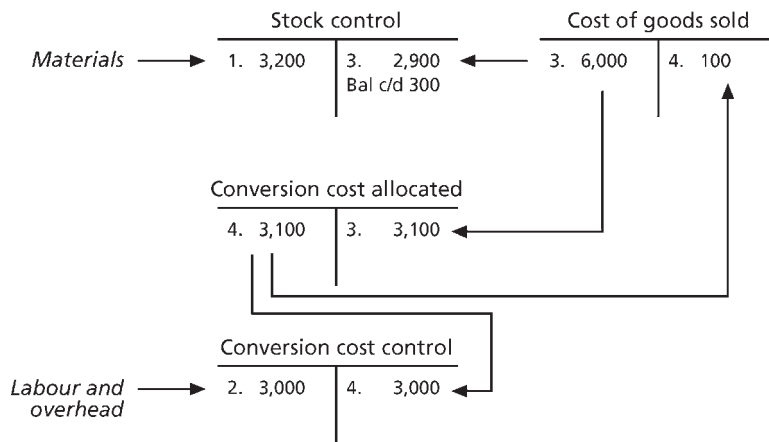 Stock control
Cost of goods sold
Materials
1. 3,200
3. 2,900
Bal c/d 300
3. 6,000
4. 100
Conversion cost allocated
4. 3,100
3. 3,100
Conversion cost control
Labour and
overhead
2. 3,000
4. 3,000